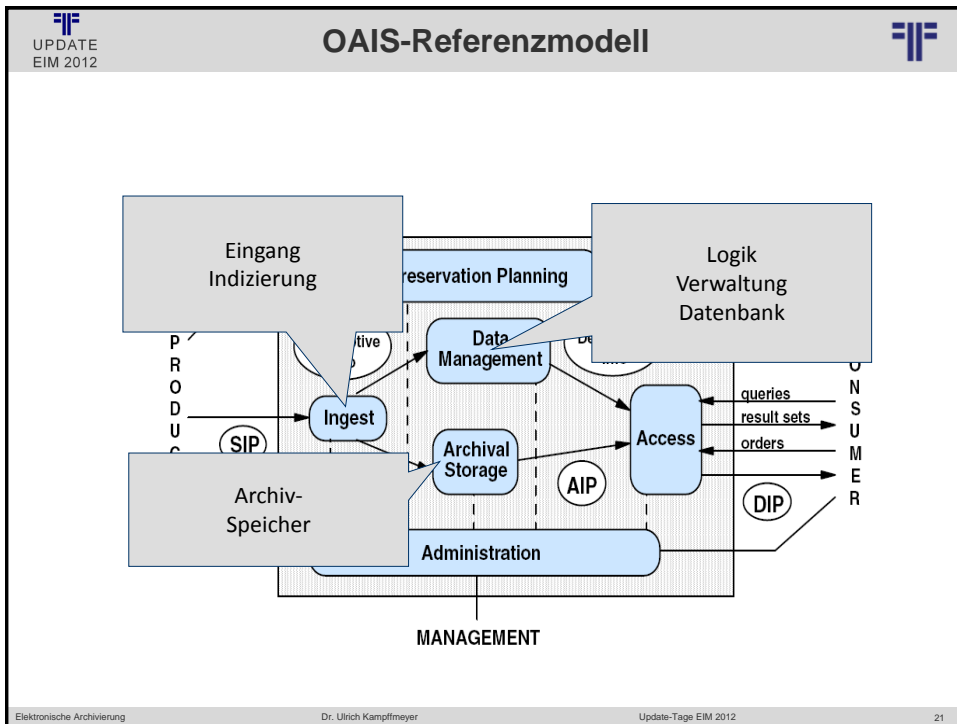 UPDATE
EIM 2012
OAIS-Referenzmodell
Eingang
Indizierung
Logik
Verwaltung
Datenbank
reservation Planning
P
R
O
D
U
Data
Management
O
N
S
U
M
E
R
Ingest
SIP
Archival
Storage
Access
queries
result sets
orders
AIP
DIP
Archiv-
Speicher
Administration
MANAGEMENT
Elektronische Archivierung Dr. Ulrich Kampffmeyer Update-Tage EIM 2012 21